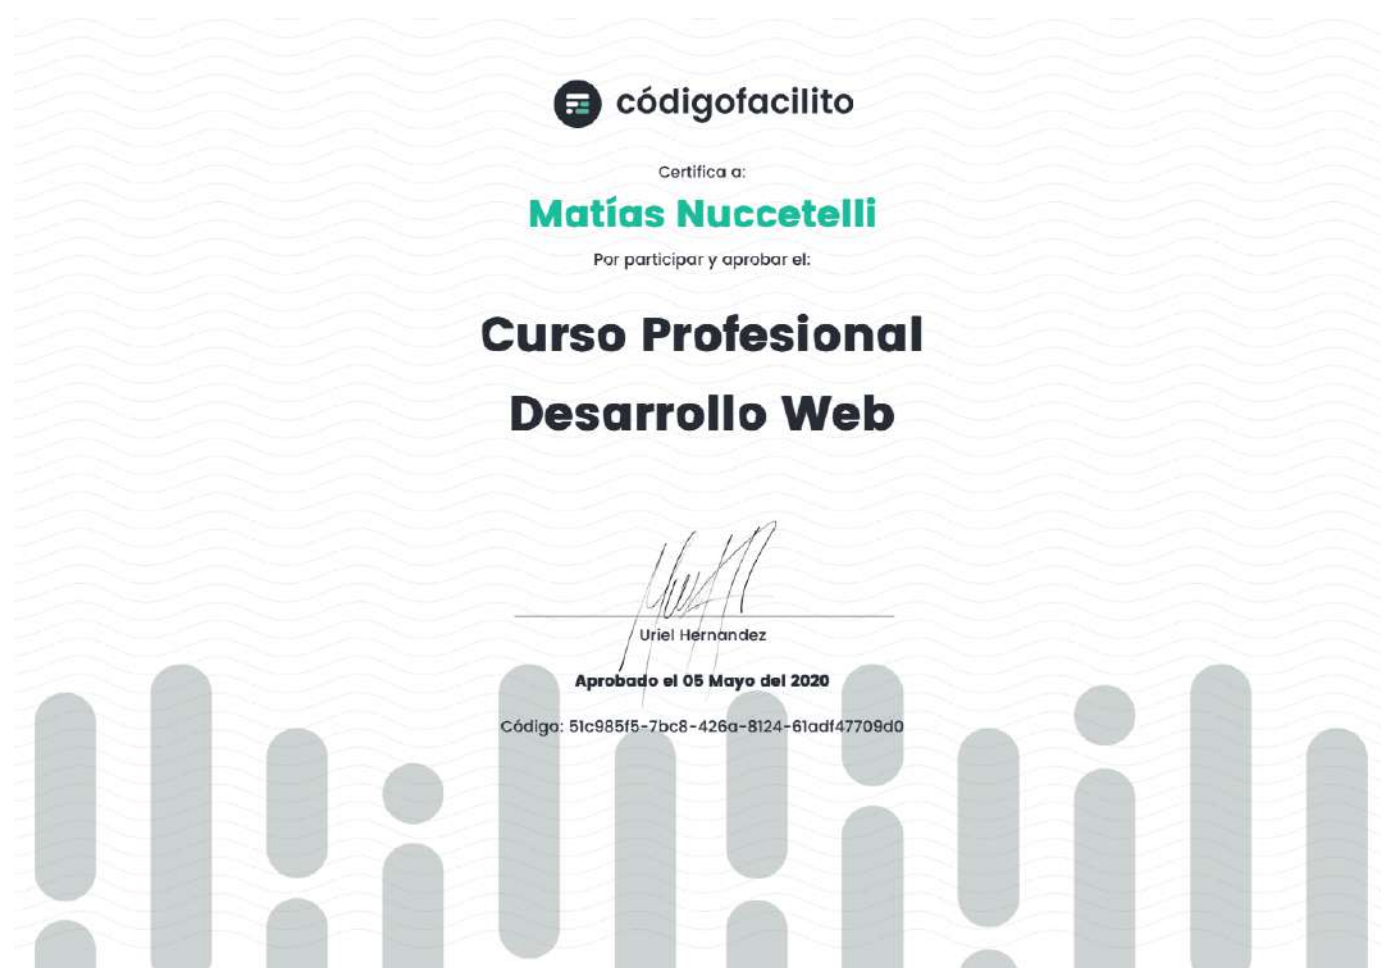 códigofacilito
Certifica a:
Matías Nuccetelli
Por participar y aprobar el:
Curso Profesional
Desarrollo Web
Uriel Hernandez
Aprobado el 05 Mayo del 2020
Código: 51c985f5-7bc8-426a-8124-61adf47709d0